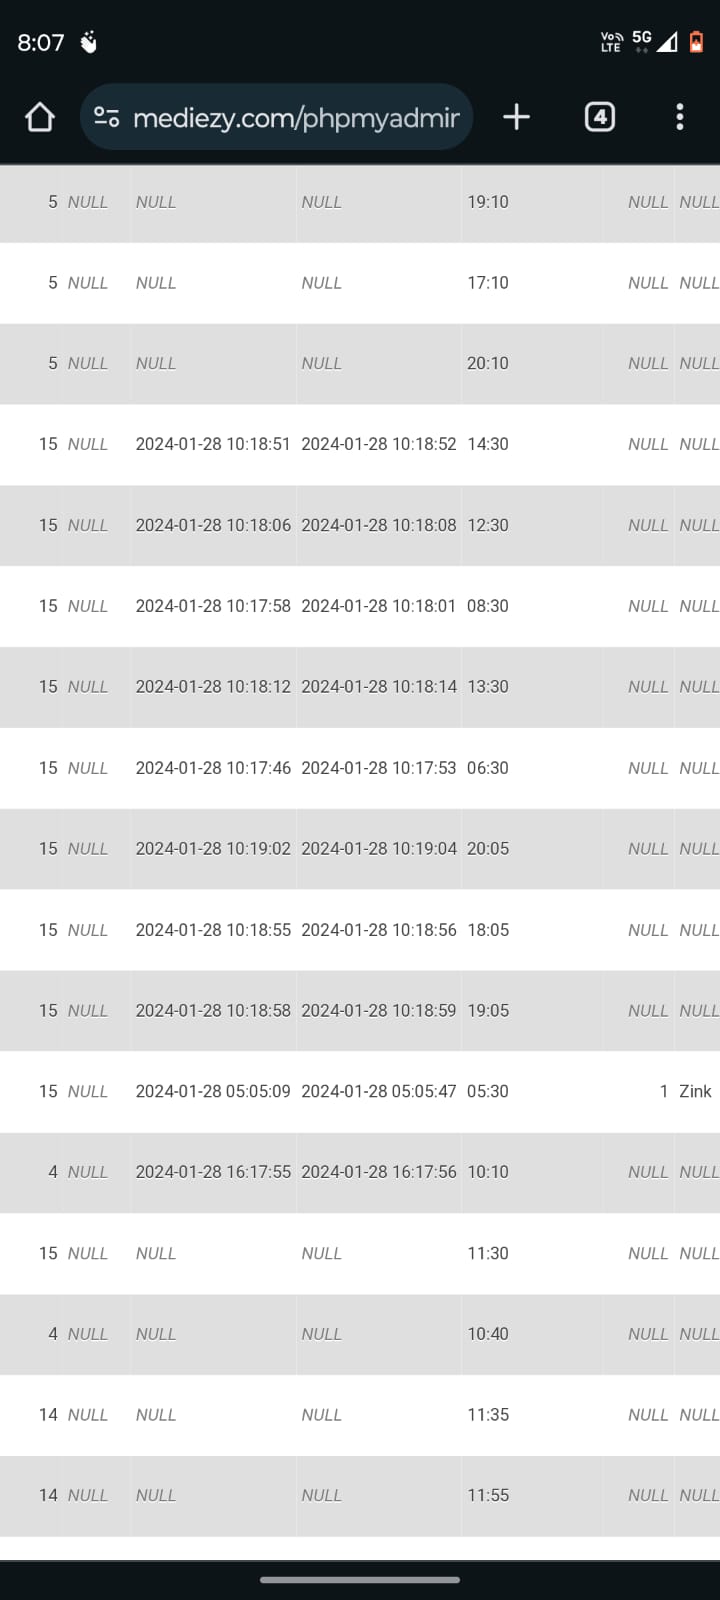 8:07 Vo LTE 5G
mediezy.com/phpmyadmir 4
5 NULL NULL NULL 19:10 NULL NULL
5 NULL NULL NULL 17:10 NULL NULL
5 NULL NULL NULL 20:10 NULL NULL
15 NULL 2024-01-28 10:18:51 2024-01-28 10:18:52 14:30 NULL NULL
15 NULL 2024-01-28 10:18:06 2024-01-28 10:18:08 12:30 NULL NULL
15 NULL 2024-01-28 10:17:58 2024-01-28 10:18:01 08:30 NULL NULL
15 NULL 2024-01-28 10:18:12 2024-01-28 10:18:14 13:30 NULL NULL
15 NULL 2024-01-28 10:17:46 2024-01-28 10:17:53 06:30 NULL NULL
15 NULL 2024-01-28 10:19:02 2024-01-28 10:19:04 20:05 NULL NULL
15 NULL 2024-01-28 10:18:55 2024-01-28 10:18:56 18:05 NULL NULL
15 NULL 2024-01-28 10:18:58 2024-01-28 10:18:59 19:05 NULL NULL
15 NULL 2024-01-28 05:05:09 2024-01-28 05:05:47 05:30 1 Zink
4 NULL 2024-01-28 16:17:55 2024-01-28 16:17:56 10:10 NULL NULL
15 NULL NULL NULL 11:30 NULL NULL
4 NULL NULL NULL 10:40 NULL NULL
14 NULL NULL NULL 11:35 NULL NULL
14 NULL NULL NULL 11:55 NULL NULL